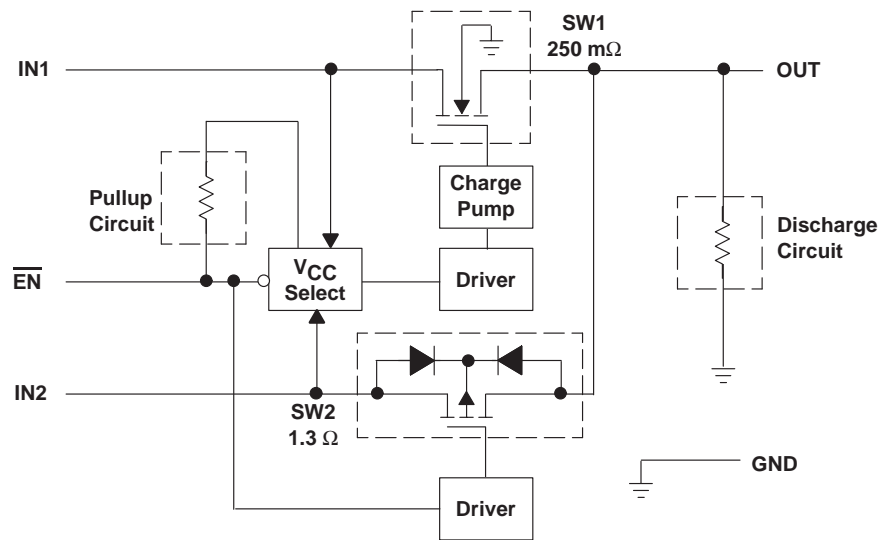 SW1
250 mΩ
IN1
OUT
Charge
Pump
Pullup
Circuit
Discharge
Circuit
EN
VCC
Select
Driver
IN2
SW2
1.3 Ω
GND
Driver